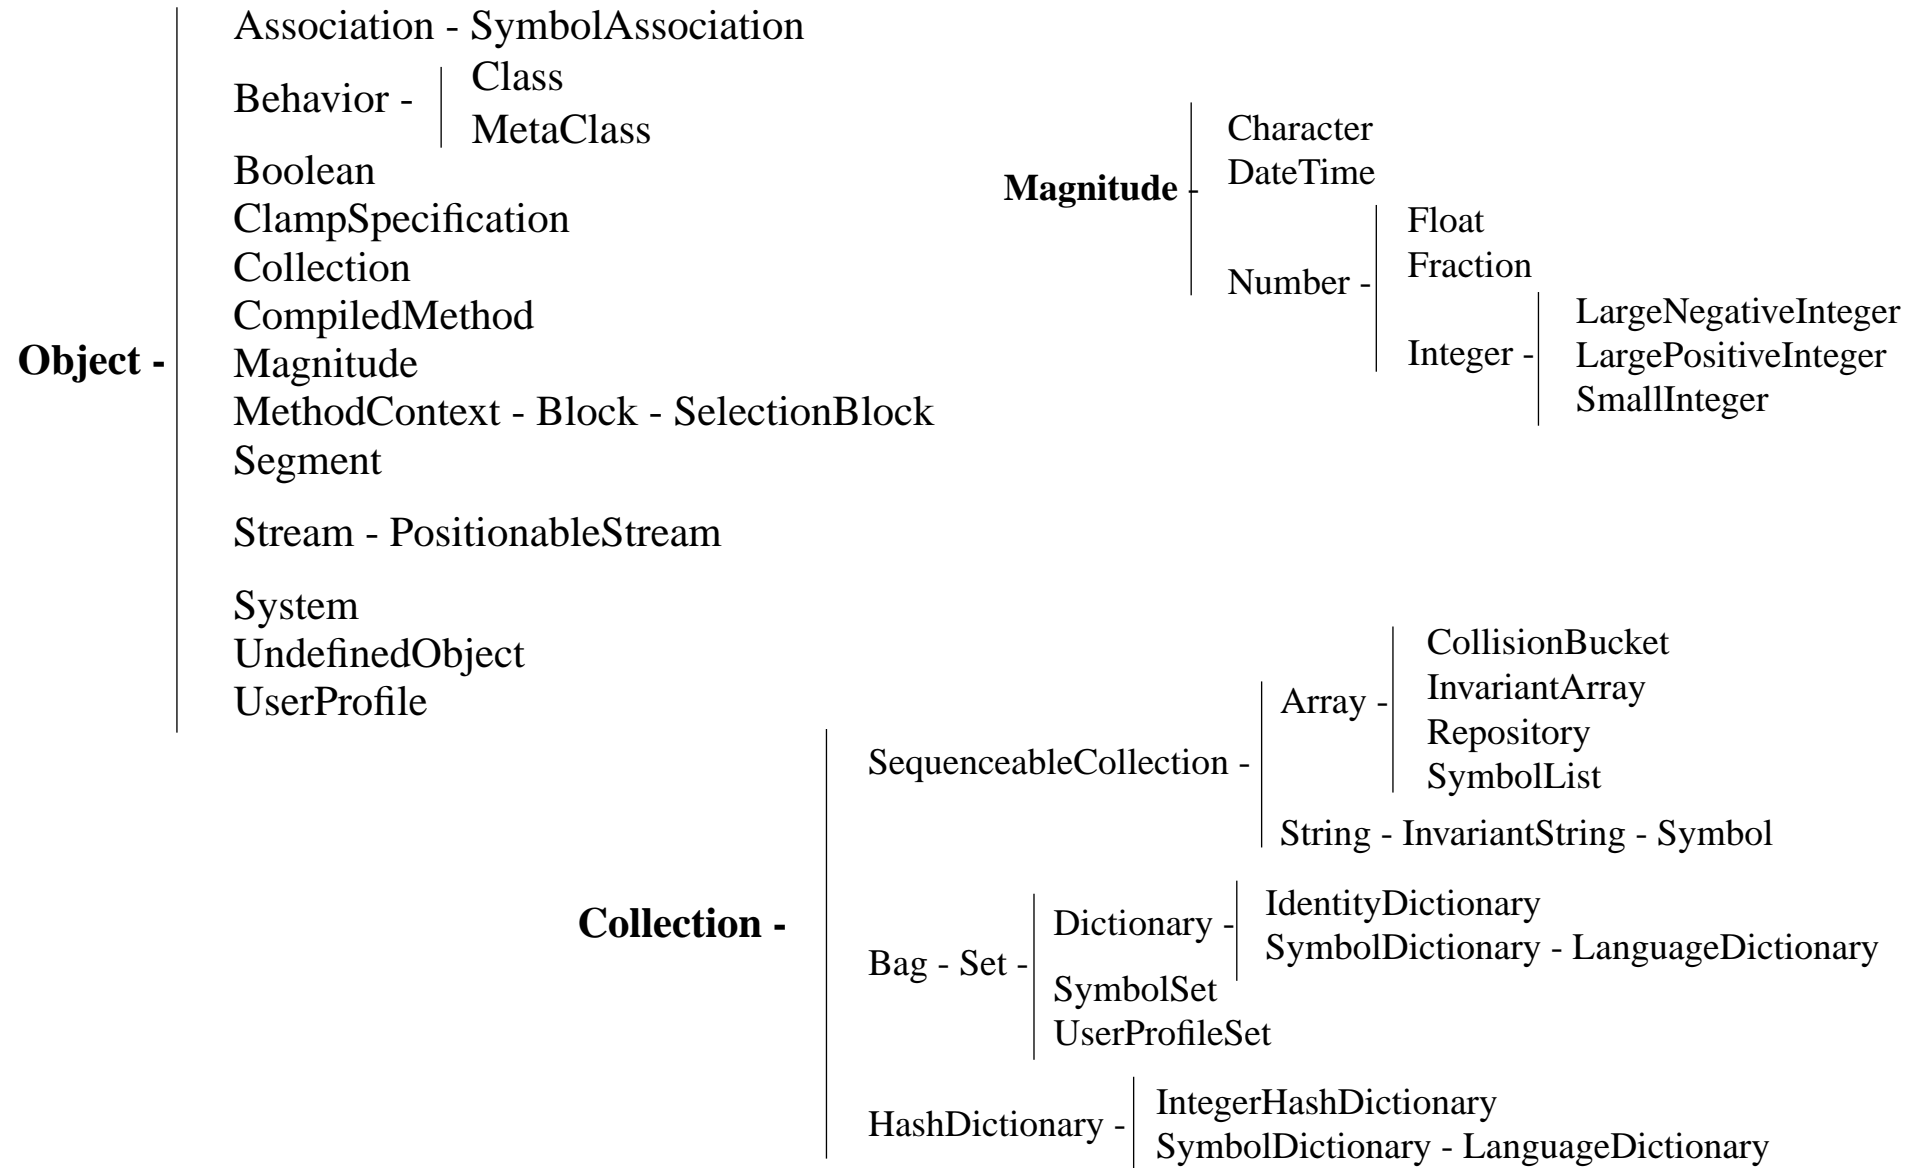 Object -
Association - SymbolAssociation
Behavior -
Class
MetaClass
Boolean
ClampSpecification
Collection
CompiledMethod
Magnitude
MethodContext - Block - SelectionBlock
Segment
Stream - PositionableStream
System
UndefinedObject
UserProfile
Magnitude -
Character
DateTime
Number -
Float
Fraction
Integer -
LargeNegativeInteger
LargePositiveInteger
SmallInteger
Collection -
SequenceableCollection -
Array -
CollisionBucket
InvariantArray
Repository
SymbolList
String - InvariantString - Symbol
Bag - Set -
Dictionary -
IdentityDictionary
SymbolDictionary - LanguageDictionary
SymbolSet
UserProfileSet
HashDictionary -
IntegerHashDictionary
SymbolDictionary - LanguageDictionary